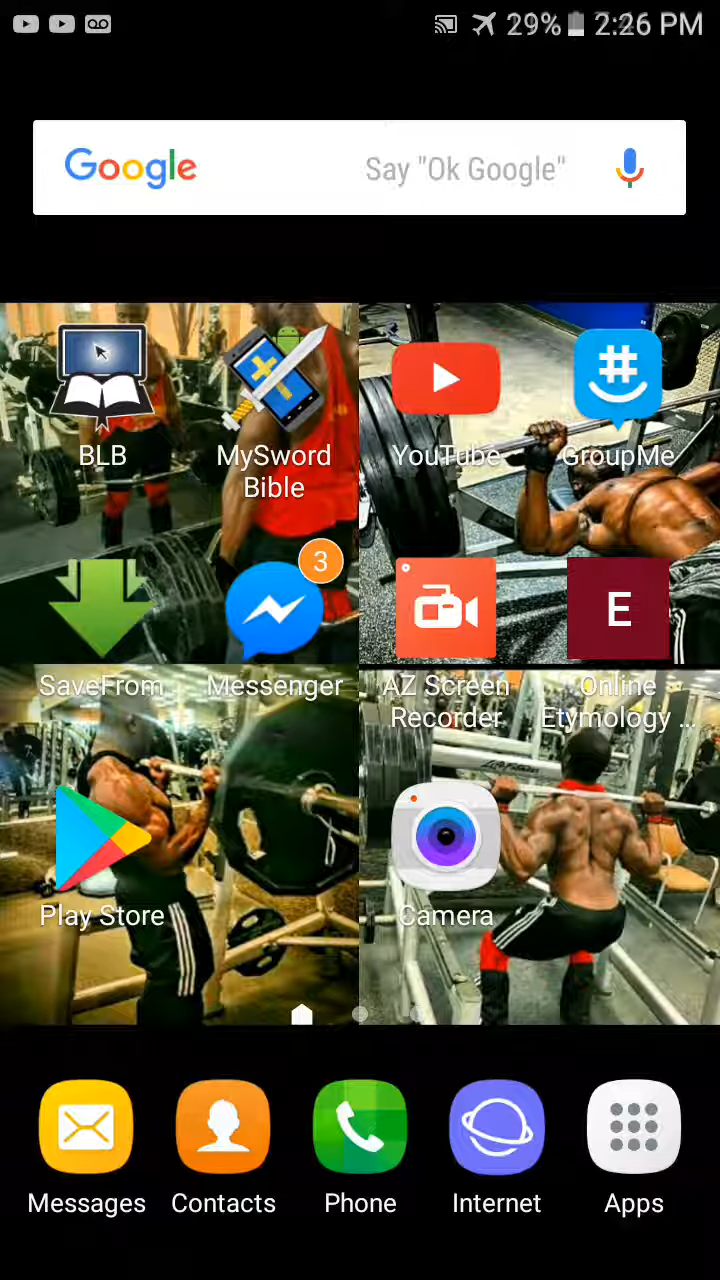 29% 2:26 PM
Google Say "Ok Google"
BLB MySword Bible YouTube GroupMe
3
E
SaveFrom Messenger AZ Screen Recorder Online Etymology ...
Play Store Camera
Messages Contacts Phone Internet Apps